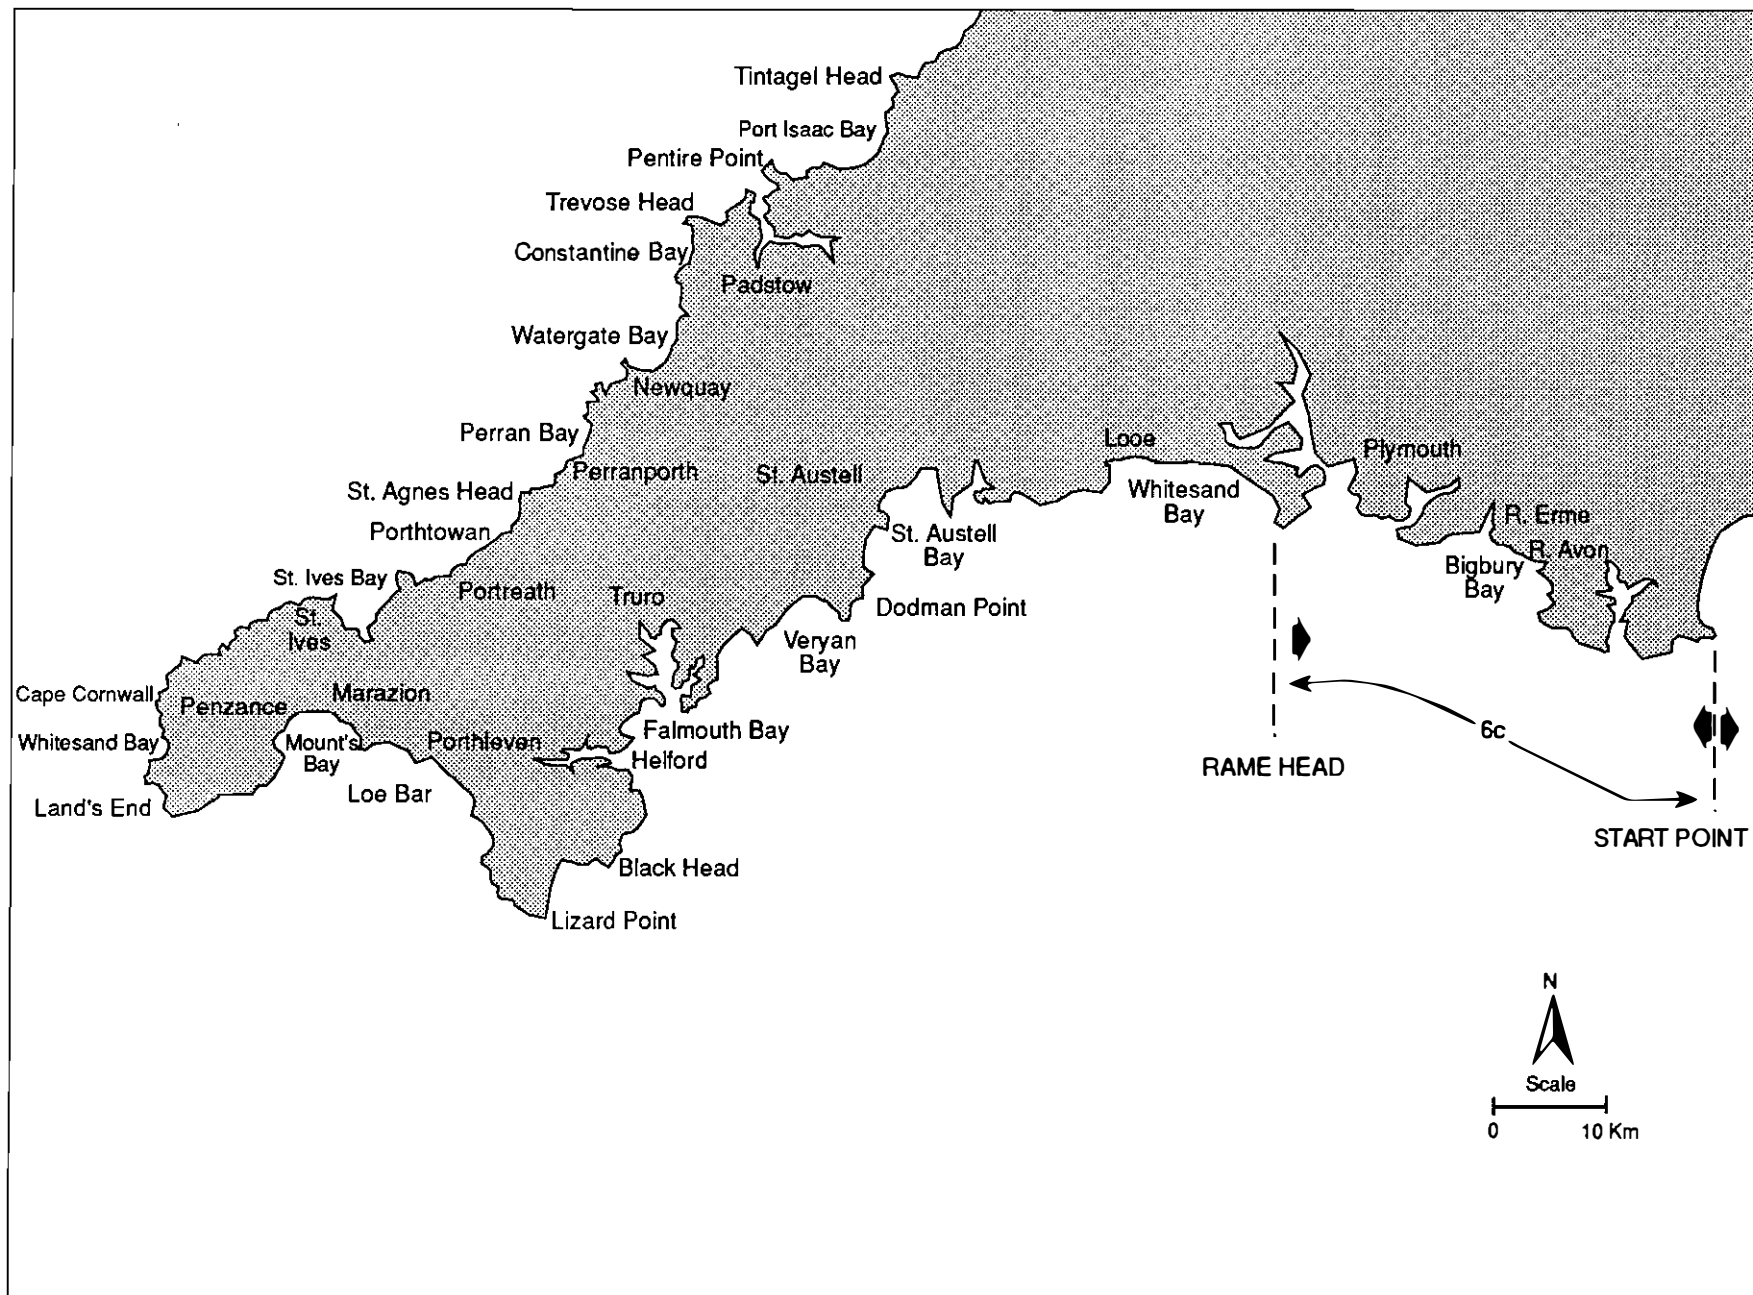 Tintagel Head
Port Isaac Bay
Pentire Point
Trevose Head
Constantine Bay
Padstow
Watergate Bay
Newquay
Perran Bay
Perranporth
St. Agnes Head
Porthtowan
St. Ives Bay
Portreath
St.
Ives
Cape Cornwall
Penzance
Marazion
Whitesand Bay
Mount's
Bay
Land's End
Loe Bar
Porthleven
Lizard Point
Black Head
Helford
Falmouth Bay
Truro
Veryan
Bay
Dodman Point
St. Austell
St. Austell
Bay
Looe
Whitesand
Bay
Plymouth
R. Erme
R. Avon
Bigbury
Bay
6c
RAME HEAD
START POINT
N
Scale
0
10 Km